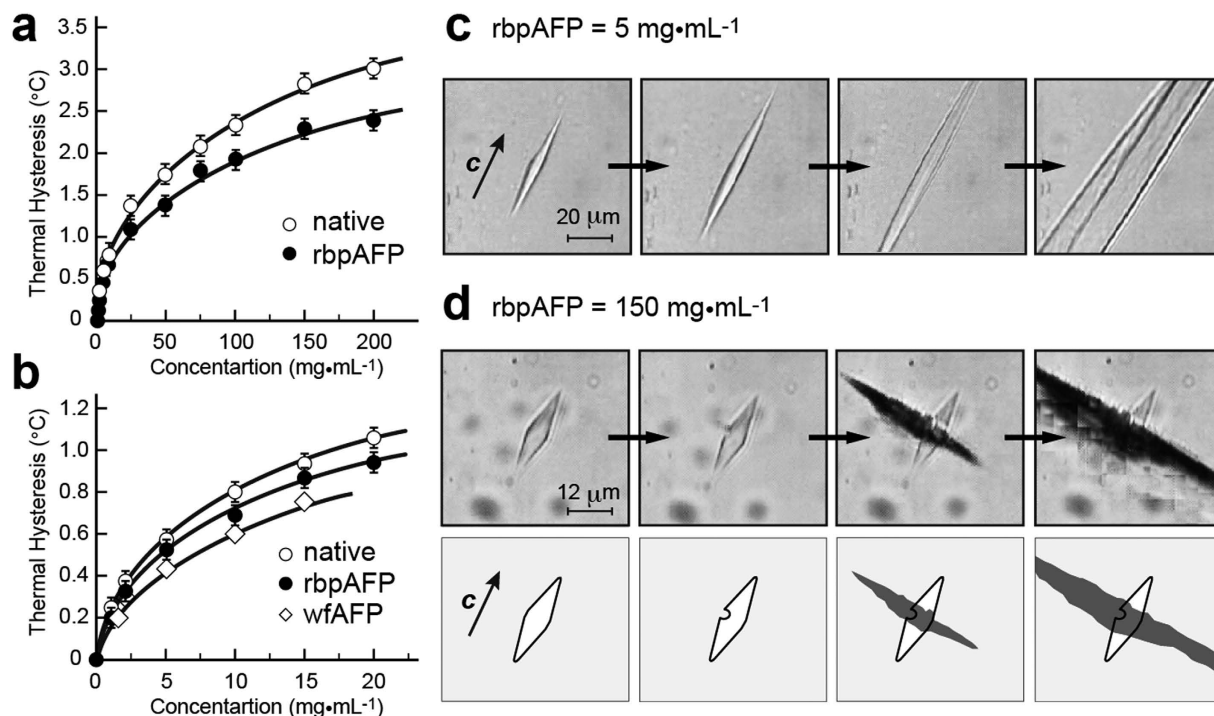 a
3.5
3.0
2.5
2.0
1.5
1.0
0.5
0
Thermal Hysteresis (°C)
native
rbpAFP
0 50 100 150 200
Concentartion (mg•mL-1)
b
1.2
1.0
0.8
0.6
0.4
0.2
0
Thermal Hysteresis (°C)
native
rbpAFP
wfAFP
0 5 10 15 20
Concentartion (mg•mL-1)
c rbpAFP = 5 mg•mL-1
c
20 μm
d rbpAFP = 150 mg•mL-1
12 μm
c